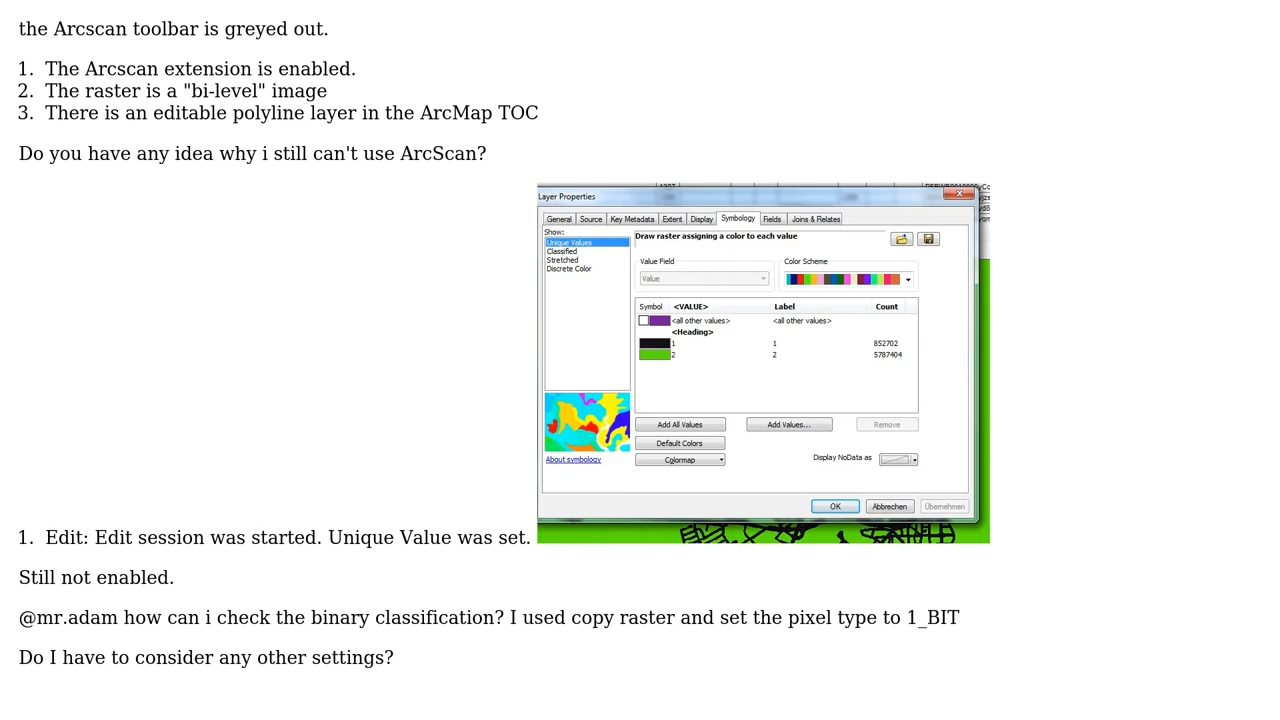 the Arcscan toolbar is greyed out.
1. The Arcscan extension is enabled.
2. The raster is a "bi-level" image
3. There is an editable polyline layer in the ArcMap TOC
Do you have any idea why i still can't use ArcScan?
Layer Properties
General Source Key Metadata Extent Display Symbology Fields Joins & Relates
Show:
Unique Values
Classified
Stretched
Discrete Color
Draw raster assigning a color to each value
Value Field
Color Scheme
Value
Symbol <VALUE> Label Count
<all other values> <all other values>
<Heading>
1 1 852702
2 2 5787404
Add All Values Add Values... Remove
Default Colors
About symbology
Colormap
Display NoData as
OK Abbrechen Übernehmen
1. Edit: Edit session was started. Unique Value was set.
Still not enabled.
@mr.adam how can i check the binary classification? I used copy raster and set the pixel type to 1_BIT
Do I have to consider any other settings?